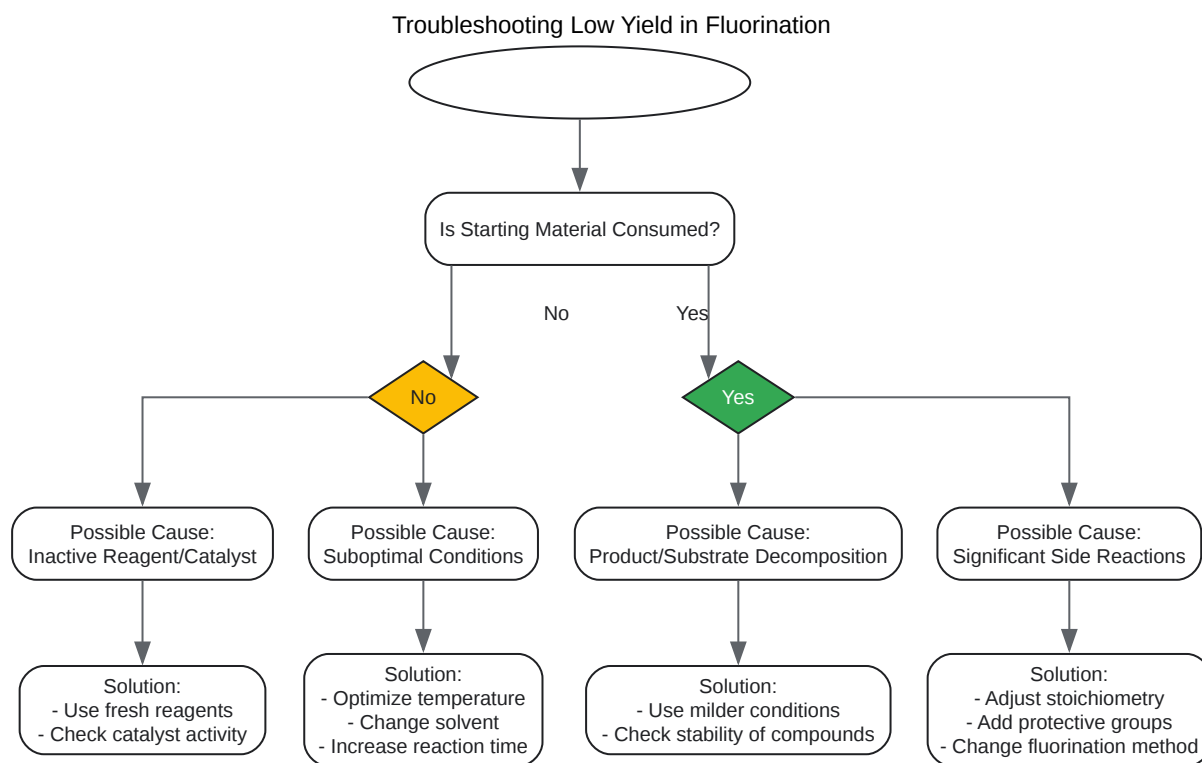 Troubleshooting Low Yield in Fluorination
Is Starting Material Consumed?
No
Yes
No
Yes
Possible Cause:
Inactive Reagent/Catalyst
Possible Cause:
Suboptimal Conditions
Possible Cause:
Product/Substrate Decomposition
Possible Cause:
Significant Side Reactions
Solution:
- Use fresh reagents
- Check catalyst activity
Solution:
- Optimize temperature
- Change solvent
- Increase reaction time
Solution:
- Use milder conditions
- Check stability of compounds
Solution:
- Adjust stoichiometry
- Add protective groups
- Change fluorination method